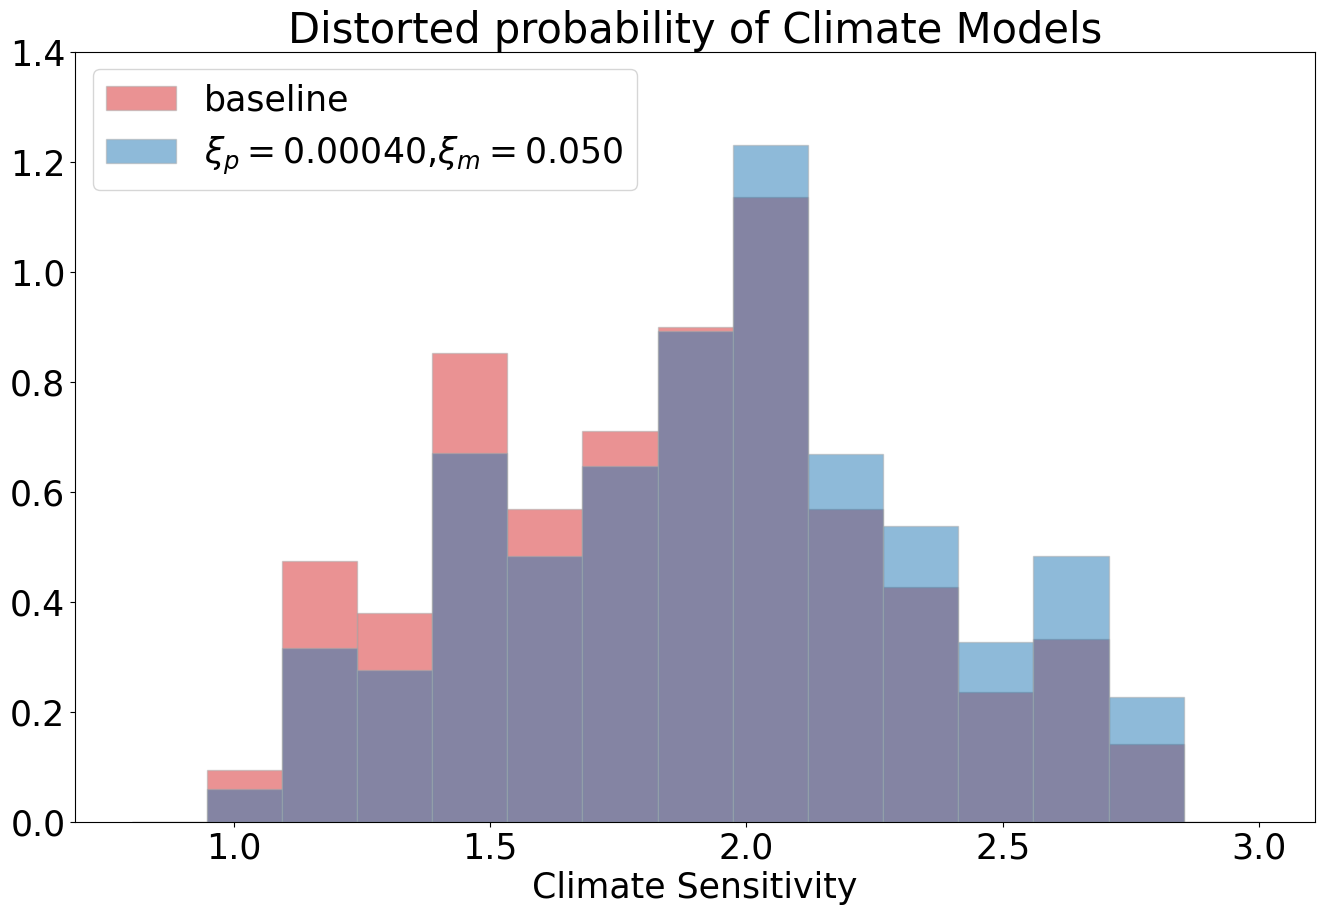 Distorted probability of Climate Models
1.4
1.2
1.0
0.8
0.6
0.4
0.2
0.0
baseline
ξₚ = 0.00040,ξₘ = 0.050
1.0 1.5 2.0 2.5 3.0
Climate Sensitivity